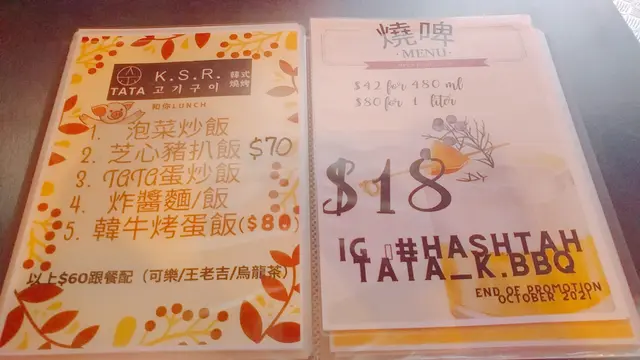 K.S.R.
TATA 고기구이
韓式
燒烤
和你LUNCH
1. 泡菜炒飯
2. 芝心豬扒飯 $70
3. TATA蛋炒飯
4. 炸醬麵/飯
5. 韓牛烤蛋飯($80)
以上$60跟餐配（可樂/王老吉/烏龍茶）
燒啤
·MENU·
$42 for 480 ml
$80 for 1 litor
$18
IG #HASHTAH
TATA_K.BBQ
END OF PROMOTION
OCTOBER 2021